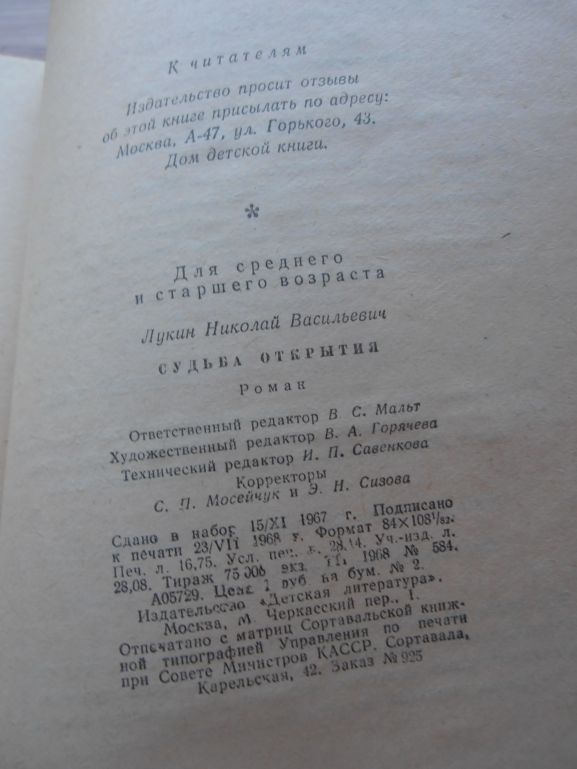 К читателям
Издательство просит отзывы
об этой книге присылать по адресу:
Москва, А-47, ул. Горького, 43.
Дом детской книги.
*
Для среднего
и старшего возраста
Лукин Николай Васильевич
СУДЬБА ОТКРЫТИЯ
Роман
Ответственный редактор В. С. Мальт
Художественный редактор В. А. Горячева
Технический редактор И. П. Савенкова
Корректоры
С. П. Мосейчук и Э. Н. Сизова
Сдано в набор 15/XI 1967 г. Подписано
к печати 23/VII 1968 г. Формат 84×108¹/₃₂.
Печ. л. 16,75. Усл. печ. л. 28,14. Уч.-изд. л.
28,08. Тираж 75 000 экз. 1968 № 584.
А05729. Цена 1 руб. бум. № 2.
Издательство «Детская литература».
Москва, М. Черкасский пер., 1.
Отпечатано с матриц Сортавальской книж-
ной типографией Управления по печати
при Совете Министров КАССР. Сортавала,
Карельская, 42. Заказ № 925